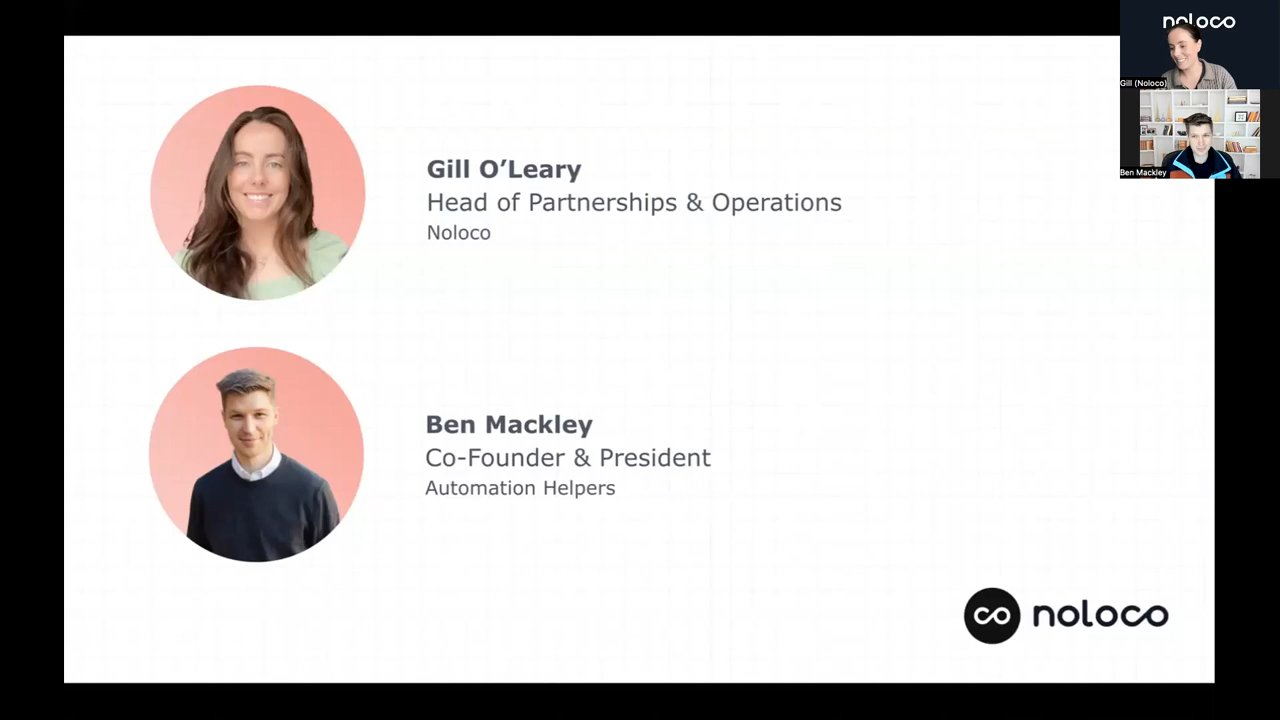 Gill O’Leary
Head of Partnerships & Operations
Noloco
Ben Mackley
Co-Founder & President
Automation Helpers
noloco
noloco
Gill (Noloco)
Ben Mackley